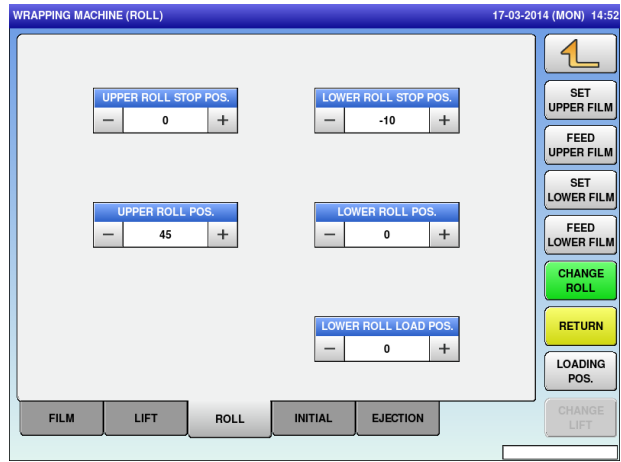 WRAPPING MACHINE (ROLL) 17-03-2014 (MON) 14:52
UPPER ROLL STOP POS.
− 0 +
LOWER ROLL STOP POS.
− -10 +
UPPER ROLL POS.
− 45 +
LOWER ROLL POS.
− 0 +
LOWER ROLL LOAD POS.
− 0 +
SET
UPPER FILM
FEED
UPPER FILM
SET
LOWER FILM
FEED
LOWER FILM
CHANGE
ROLL
RETURN
LOADING
POS.
CHANGE
LIFT
FILM LIFT ROLL INITIAL EJECTION